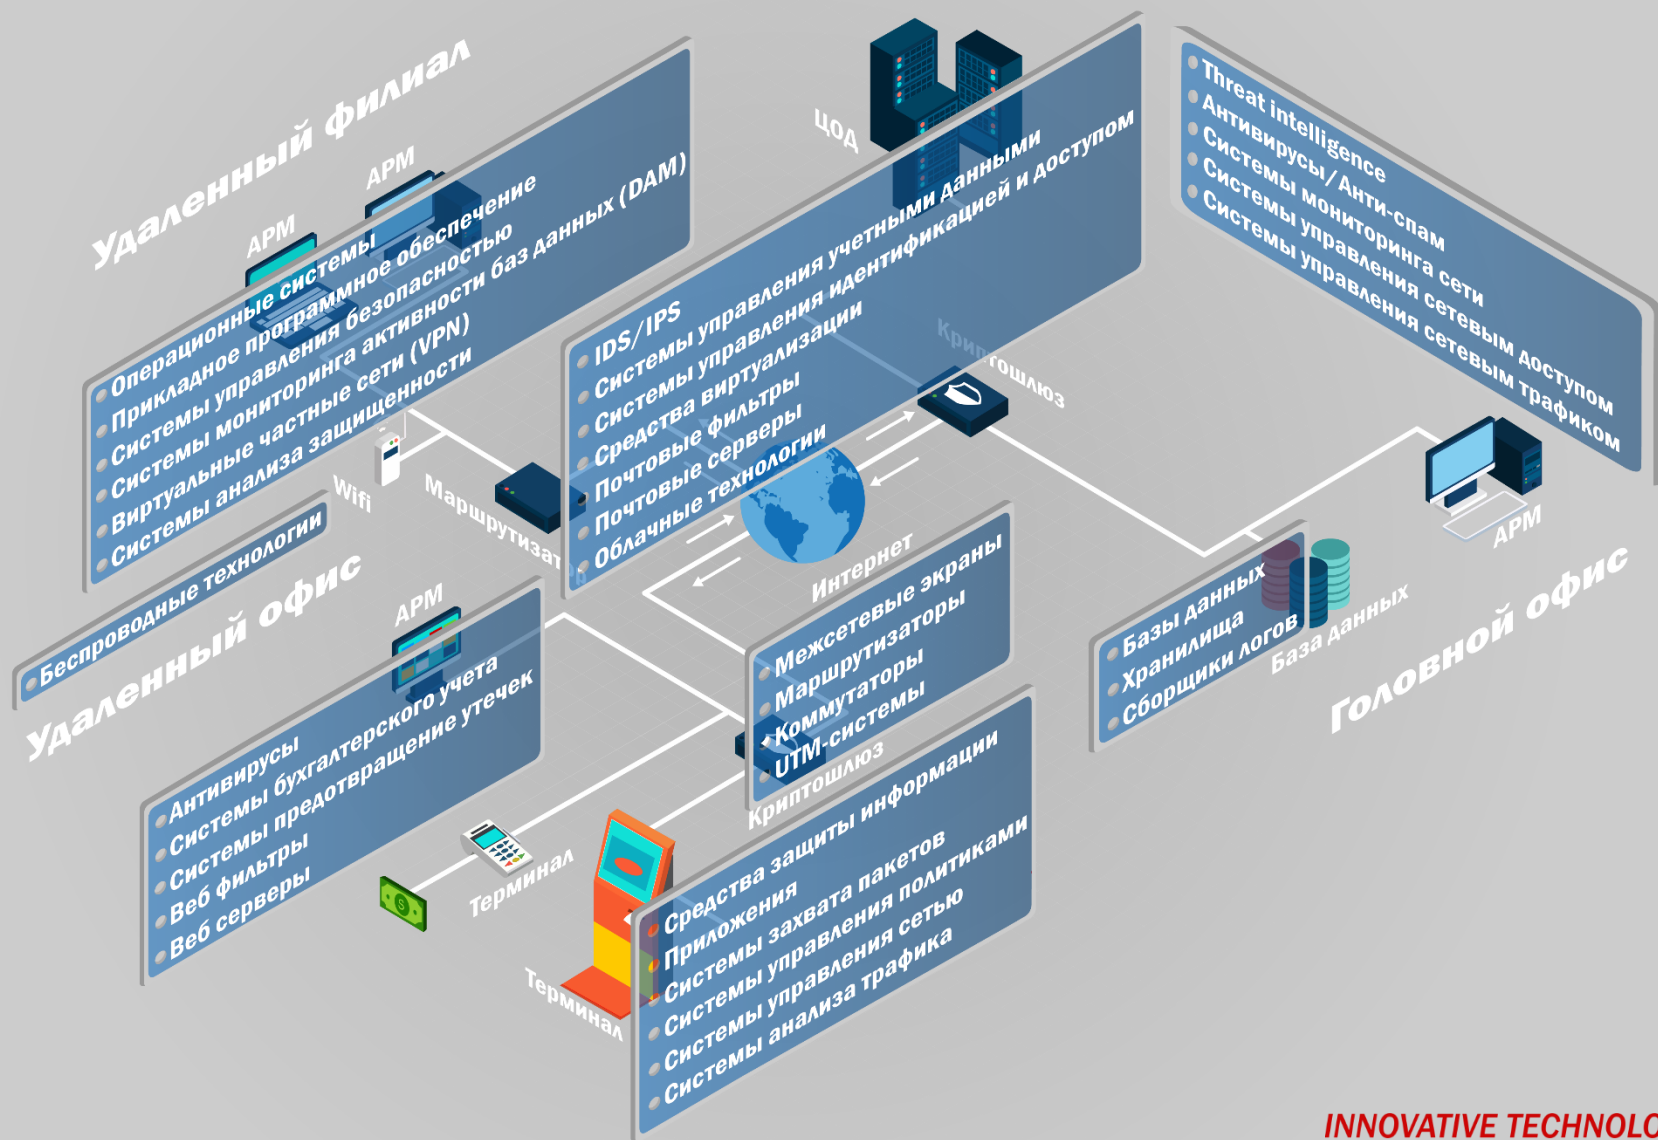 Удаленный филиал
АРМ
АРМ
Операционные системы
Прикладное программное обеспечение
Системы управления безопасностью
Системы мониторинга активности баз данных (DAM)
Виртуальные частные сети (VPN)
Системы анализа защищенности
ЦОД
IDS/IPS
Системы управления учетными данными
Системы управления идентификацией и доступом
Средства виртуализации
Почтовые фильтры
Почтовые серверы
Облачные технологии
Threat intelligence
Антивирусы/Анти-спам
Системы мониторинга сети
Системы управления сетевым доступом
Системы управления сетевым трафиком
Криптошлюз
Wifi
Маршрутизатор
Интернет
АРМ
Беспроводные технологии
Удаленный офис
АРМ
Антивирусы
Системы бухгалтерского учета
Системы предотвращение утечек
Веб фильтры
Веб серверы
Межсетевые экраны
Маршрутизаторы
Коммутаторы
UTM-системы
Криптошлюз
Базы данных
Хранилища
Сборщики логов
База данных
Головной офис
Терминал
Терминал
Средства защиты информации
Приложения
Системы захвата пакетов
Системы управления политиками
Системы управления сетью
Системы анализа трафика
INNOVATIVE TECHNOLO